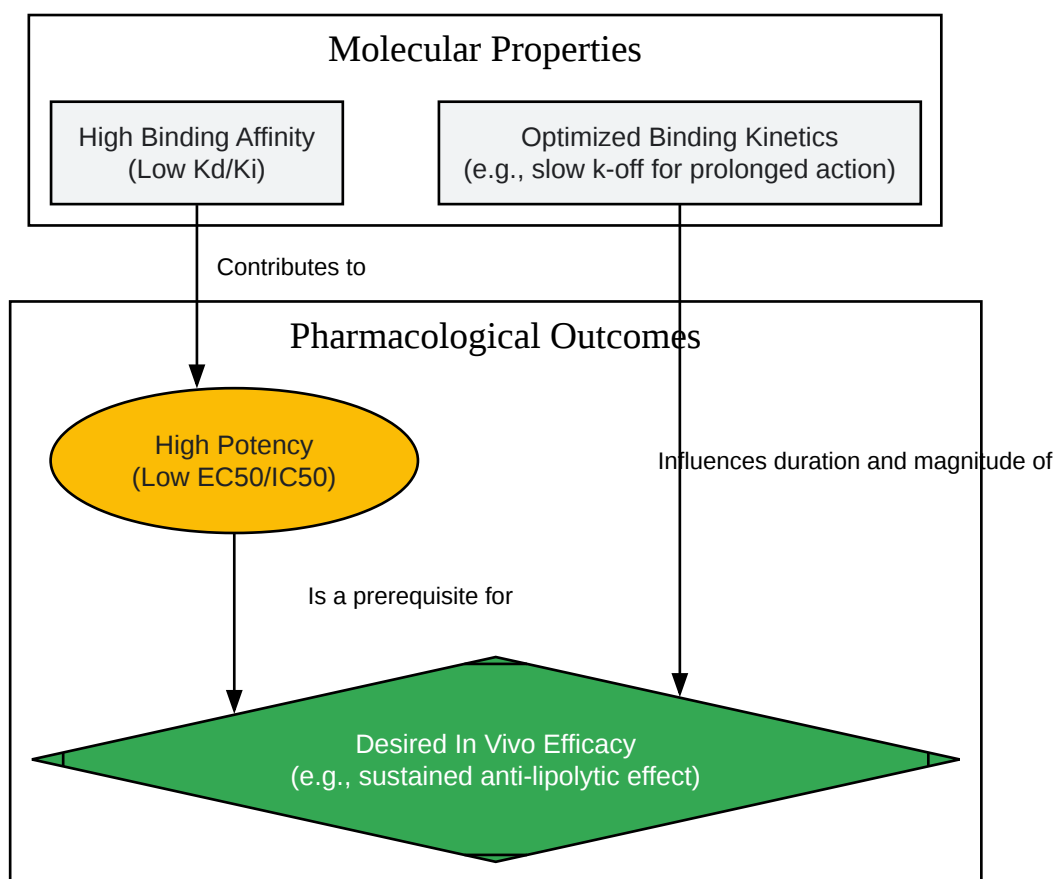 Molecular Properties
High Binding Affinity
(Low Kd/Ki)
Optimized Binding Kinetics
(e.g., slow k-off for prolonged action)
Contributes to
Pharmacological Outcomes
High Potency
(Low EC50/IC50)
Influences duration and magnitude of
Is a prerequisite for
Desired In Vivo Efficacy
(e.g., sustained anti-lipolytic effect)